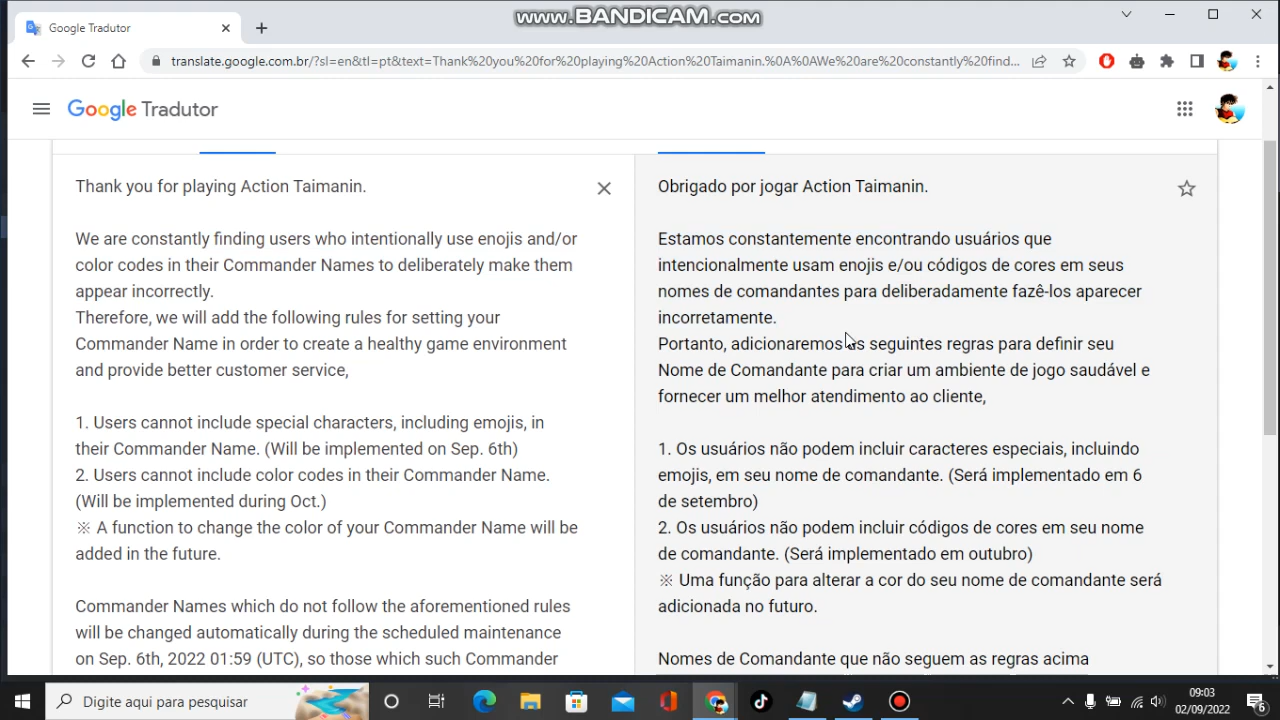 www.BANDICAM.com
Google Tradutor
translate.google.com.br/?sl=en&tl=pt&text=Thank%20you%20for%20playing%20Action%20Taimanin.%0A%0AWe%20are%20constantly%20find...
Google Tradutor
Thank you for playing Action Taimanin.
We are constantly finding users who intentionally use enojis and/or
color codes in their Commander Names to deliberately make them
appear incorrectly.
Therefore, we will add the following rules for setting your
Commander Name in order to create a healthy game environment
and provide better customer service,
1. Users cannot include special characters, including emojis, in
their Commander Name. (Will be implemented on Sep. 6th)
2. Users cannot include color codes in their Commander Name.
(Will be implemented during Oct.)
※ A function to change the color of your Commander Name will be
added in the future.
Commander Names which do not follow the aforementioned rules
will be changed automatically during the scheduled maintenance
on Sep. 6th, 2022 01:59 (UTC), so those which such Commander
Obrigado por jogar Action Taimanin.
Estamos constantemente encontrando usuários que
intencionalmente usam enojis e/ou códigos de cores em seus
nomes de comandantes para deliberadamente fazê-los aparecer
incorretamente.
Portanto, adicionaremos as seguintes regras para definir seu
Nome de Comandante para criar um ambiente de jogo saudável e
fornecer um melhor atendimento ao cliente,
1. Os usuários não podem incluir caracteres especiais, incluindo
emojis, em seu nome de comandante. (Será implementado em 6
de setembro)
2. Os usuários não podem incluir códigos de cores em seu nome
de comandante. (Será implementado em outubro)
※ Uma função para alterar a cor do seu nome de comandante será
adicionada no futuro.
Nomes de Comandante que não seguem as regras acima
Digite aqui para pesquisar
09:03
02/09/2022
6